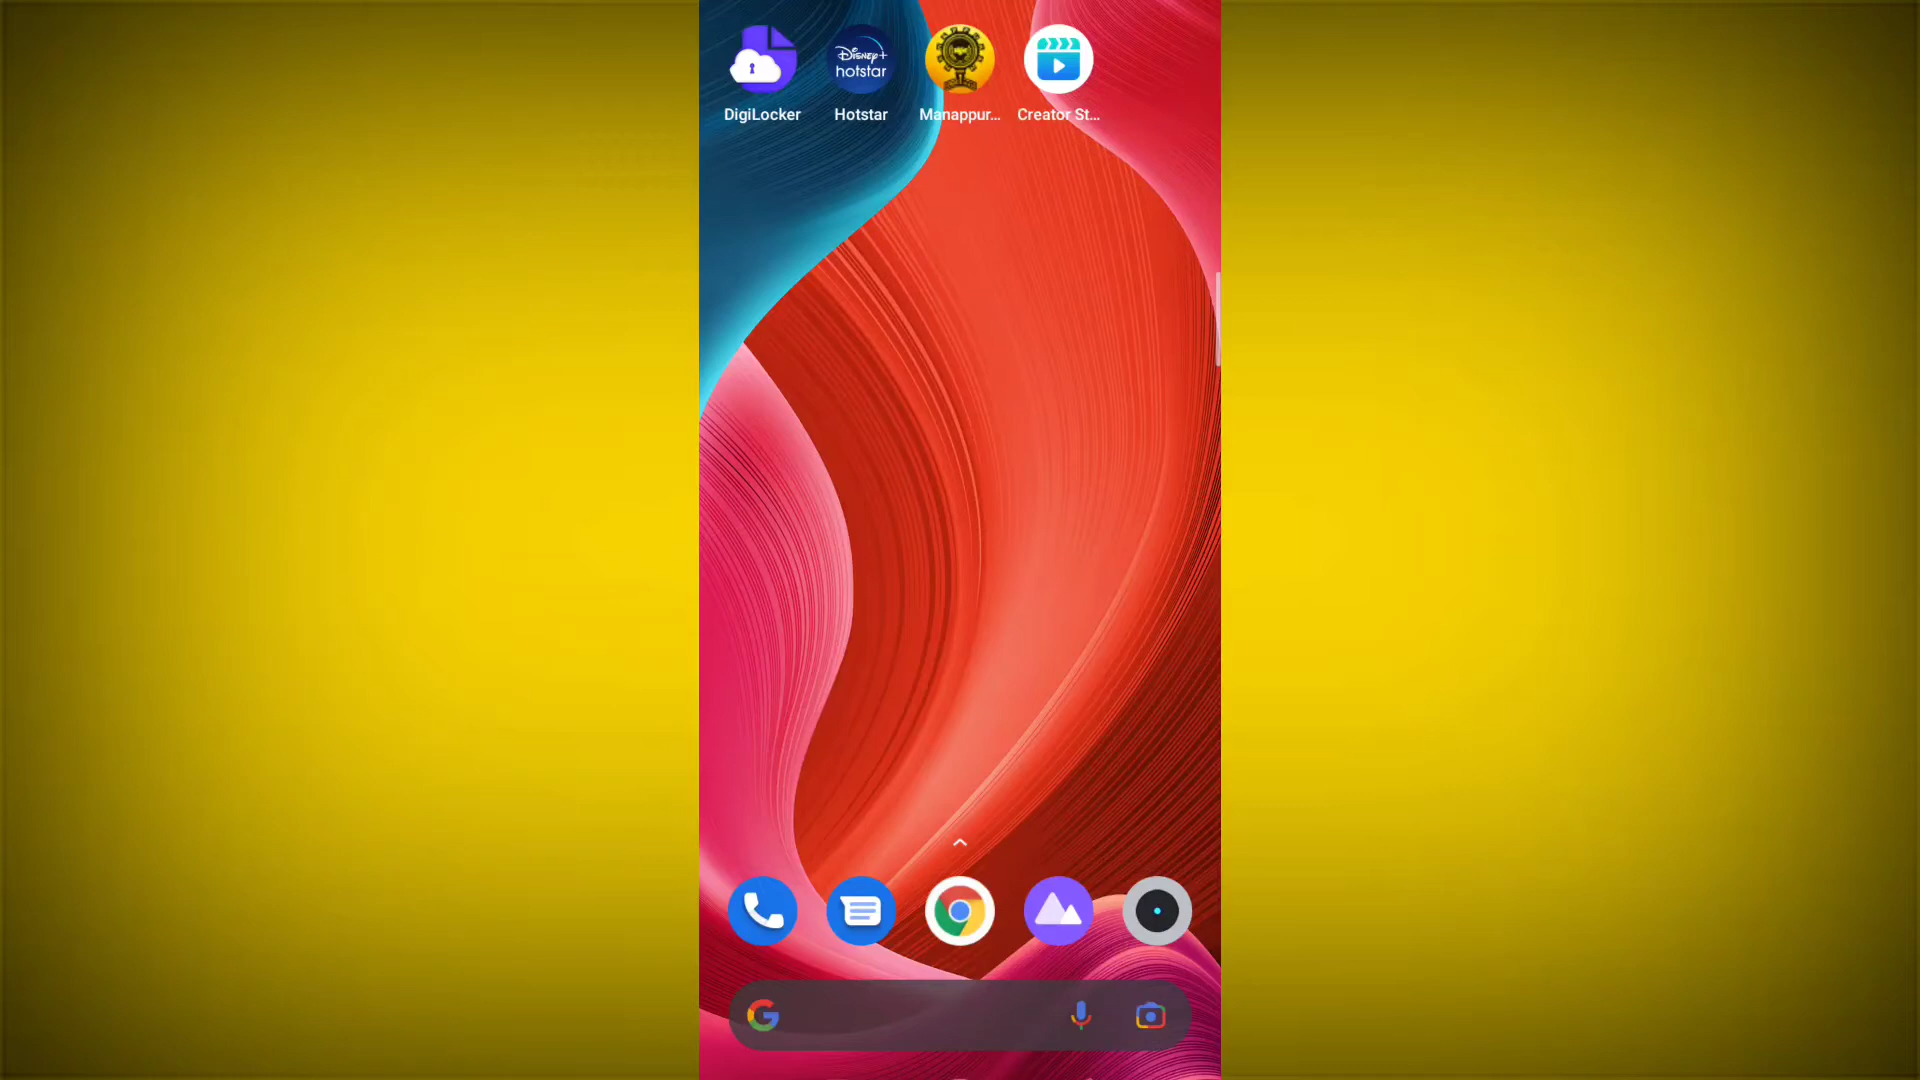 Disney+
hotstar
DigiLocker
Hotstar
Manappur...
Creator St...